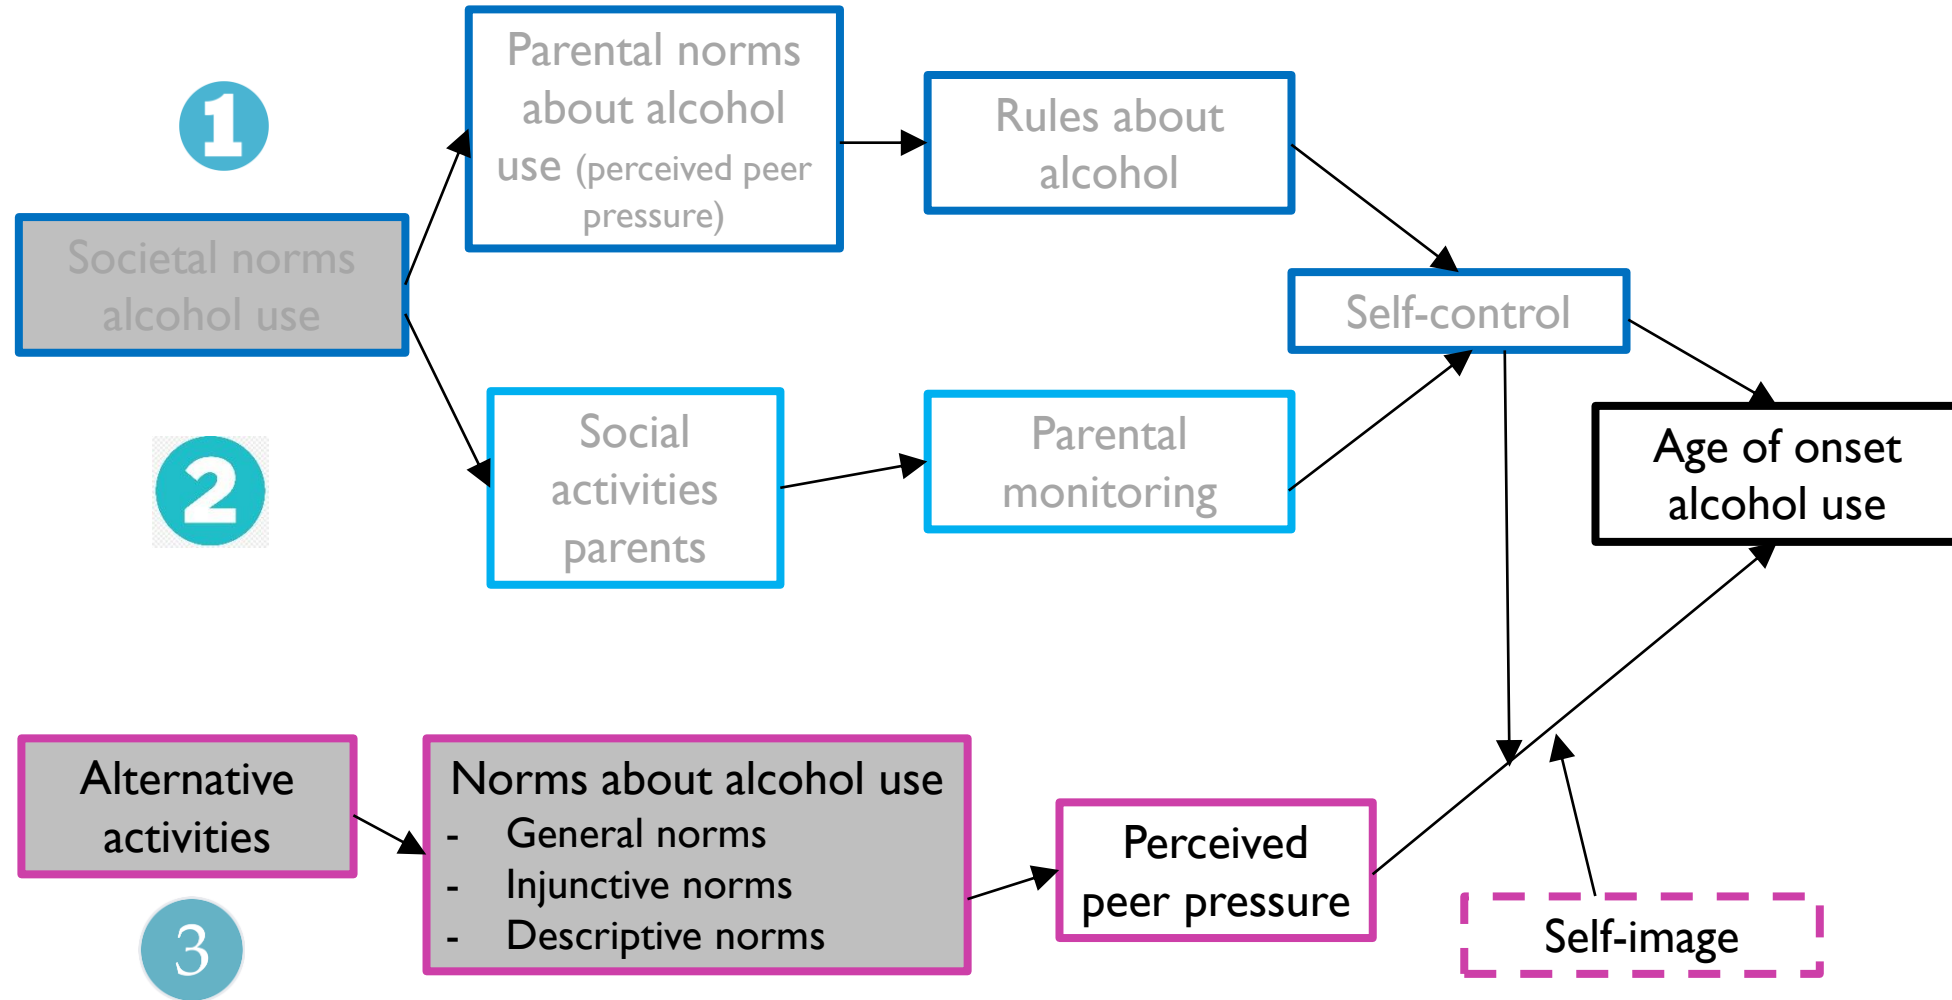 1
Parental norms
about alcohol
use (perceived peer
pressure)
Rules about
alcohol
Societal norms
alcohol use
Self-control
2
Social
activities
parents
Parental
monitoring
Age of onset
alcohol use
Alternative
activities
Norms about alcohol use
- General norms
- Injunctive norms
- Descriptive norms
Perceived
peer pressure
Self-image
3